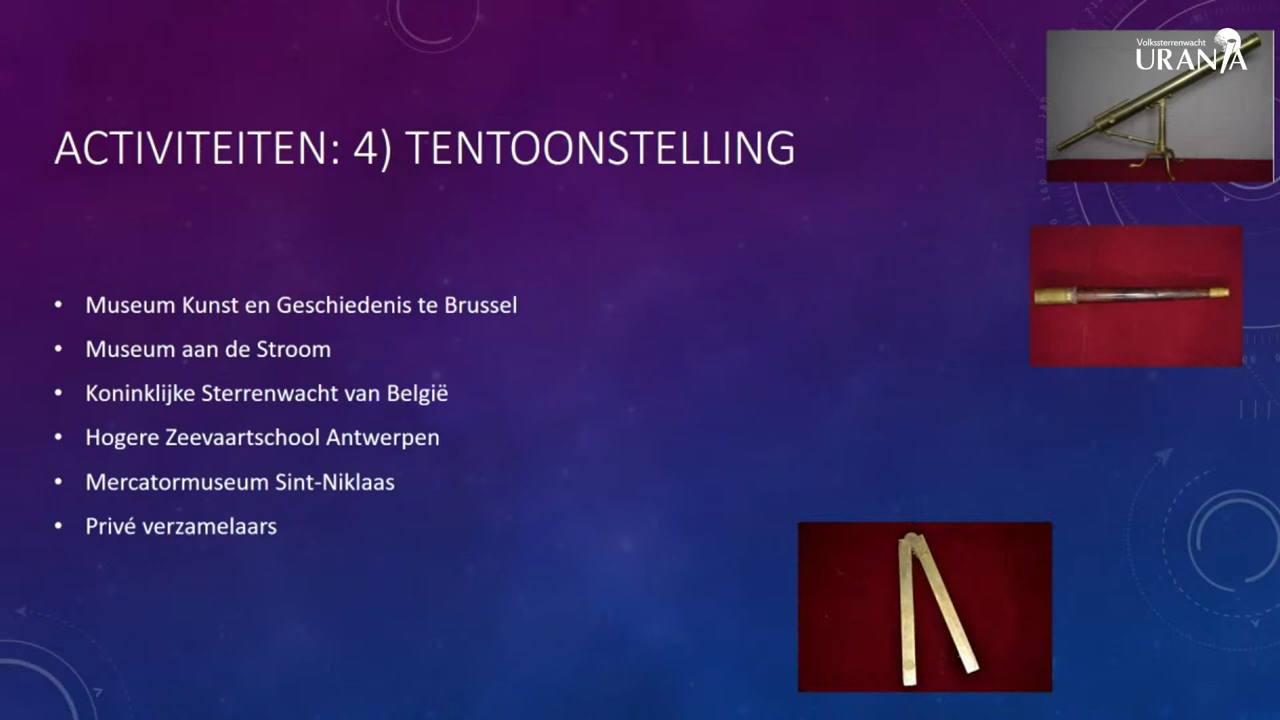 Volkssterrenwacht
URANIA
ACTIVITEITEN: 4) TENTOONSTELLING
• Museum Kunst en Geschiedenis te Brussel
• Museum aan de Stroom
• Koninklijke Sterrenwacht van België
• Hogere Zeevaartschool Antwerpen
• Mercatormuseum Sint-Niklaas
• Privé verzamelaars